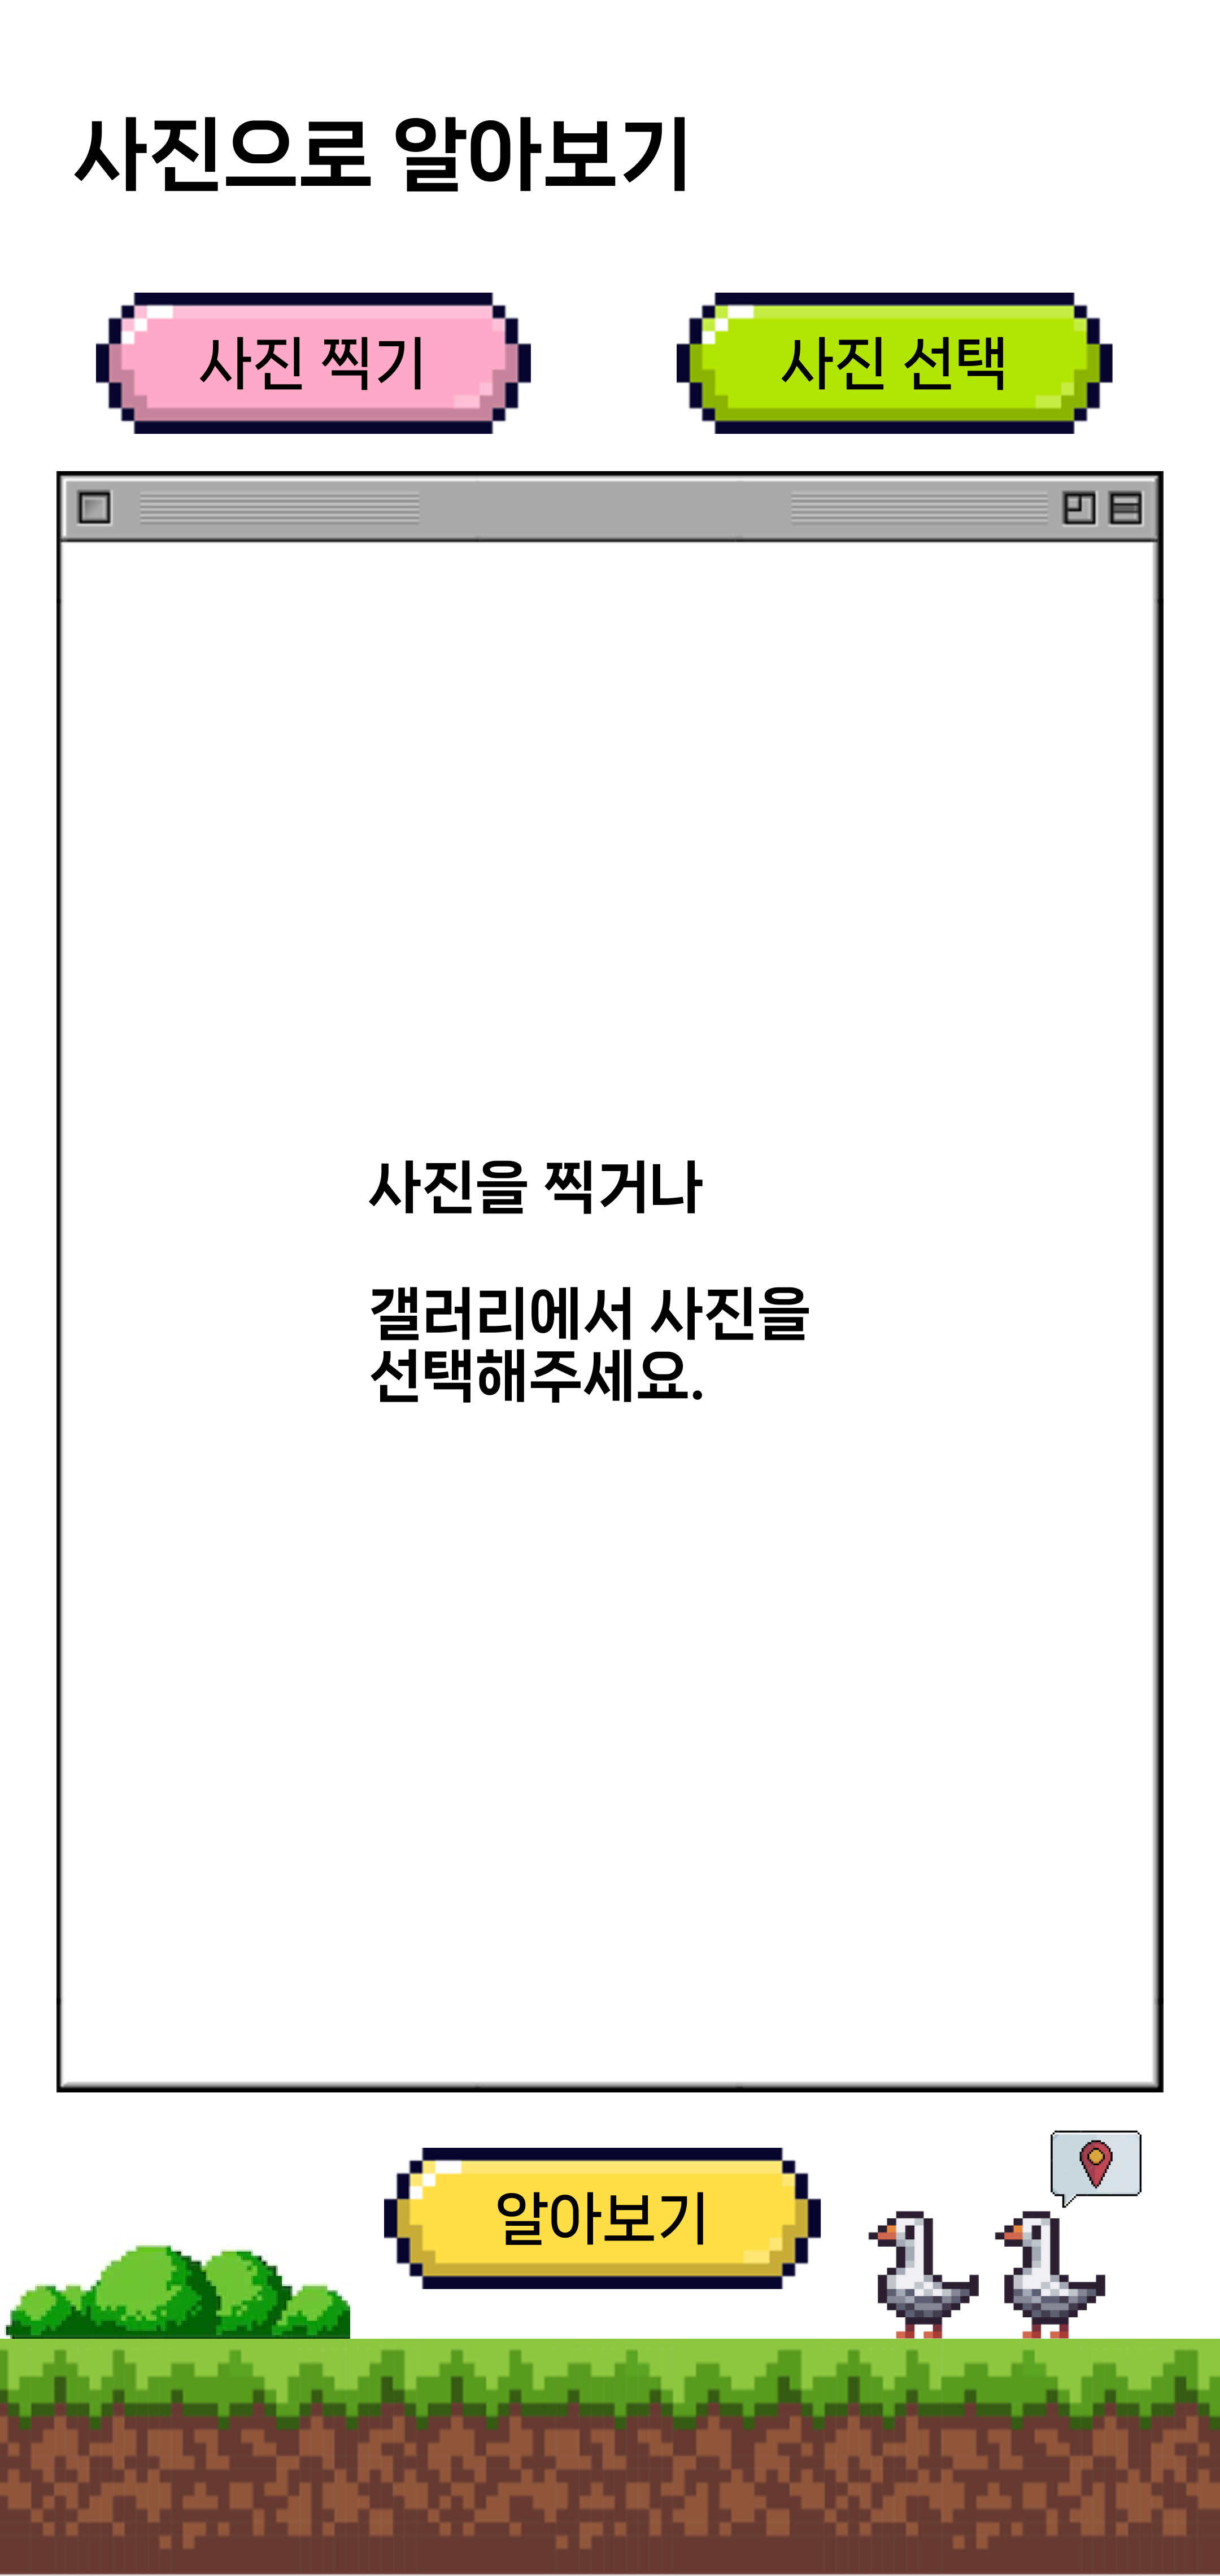 사진으로 알아보기
사진 찍기
사진 선택
사진을 찍거나
갤러리에서 사진을
선택해주세요.
알아보기